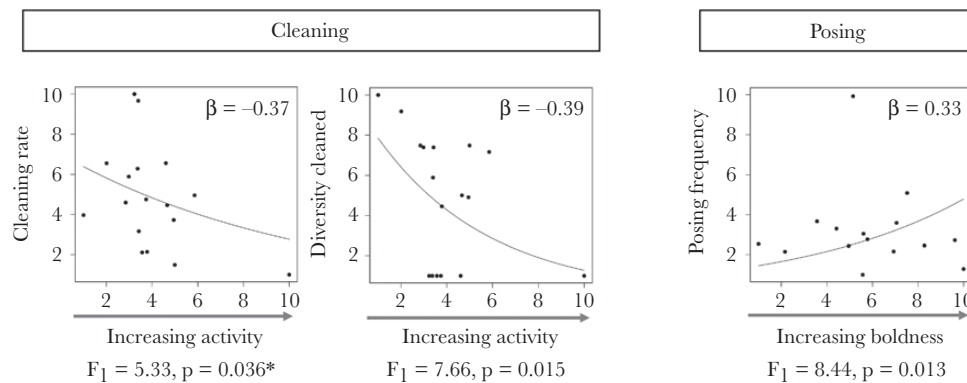 Cleaning
Posing
Cleaning rate
10
8
6
4
2
β = –0.37
2 4 6 8 10
Increasing activity
F1 = 5.33, p = 0.036*
Diversity cleaned
10
8
6
4
2
β = –0.39
2 4 6 8 10
Increasing activity
F1 = 7.66, p = 0.015
Posing frequency
10
8
6
4
2
β = 0.33
2 4 6 8 10
Increasing boldness
F1 = 8.44, p = 0.013